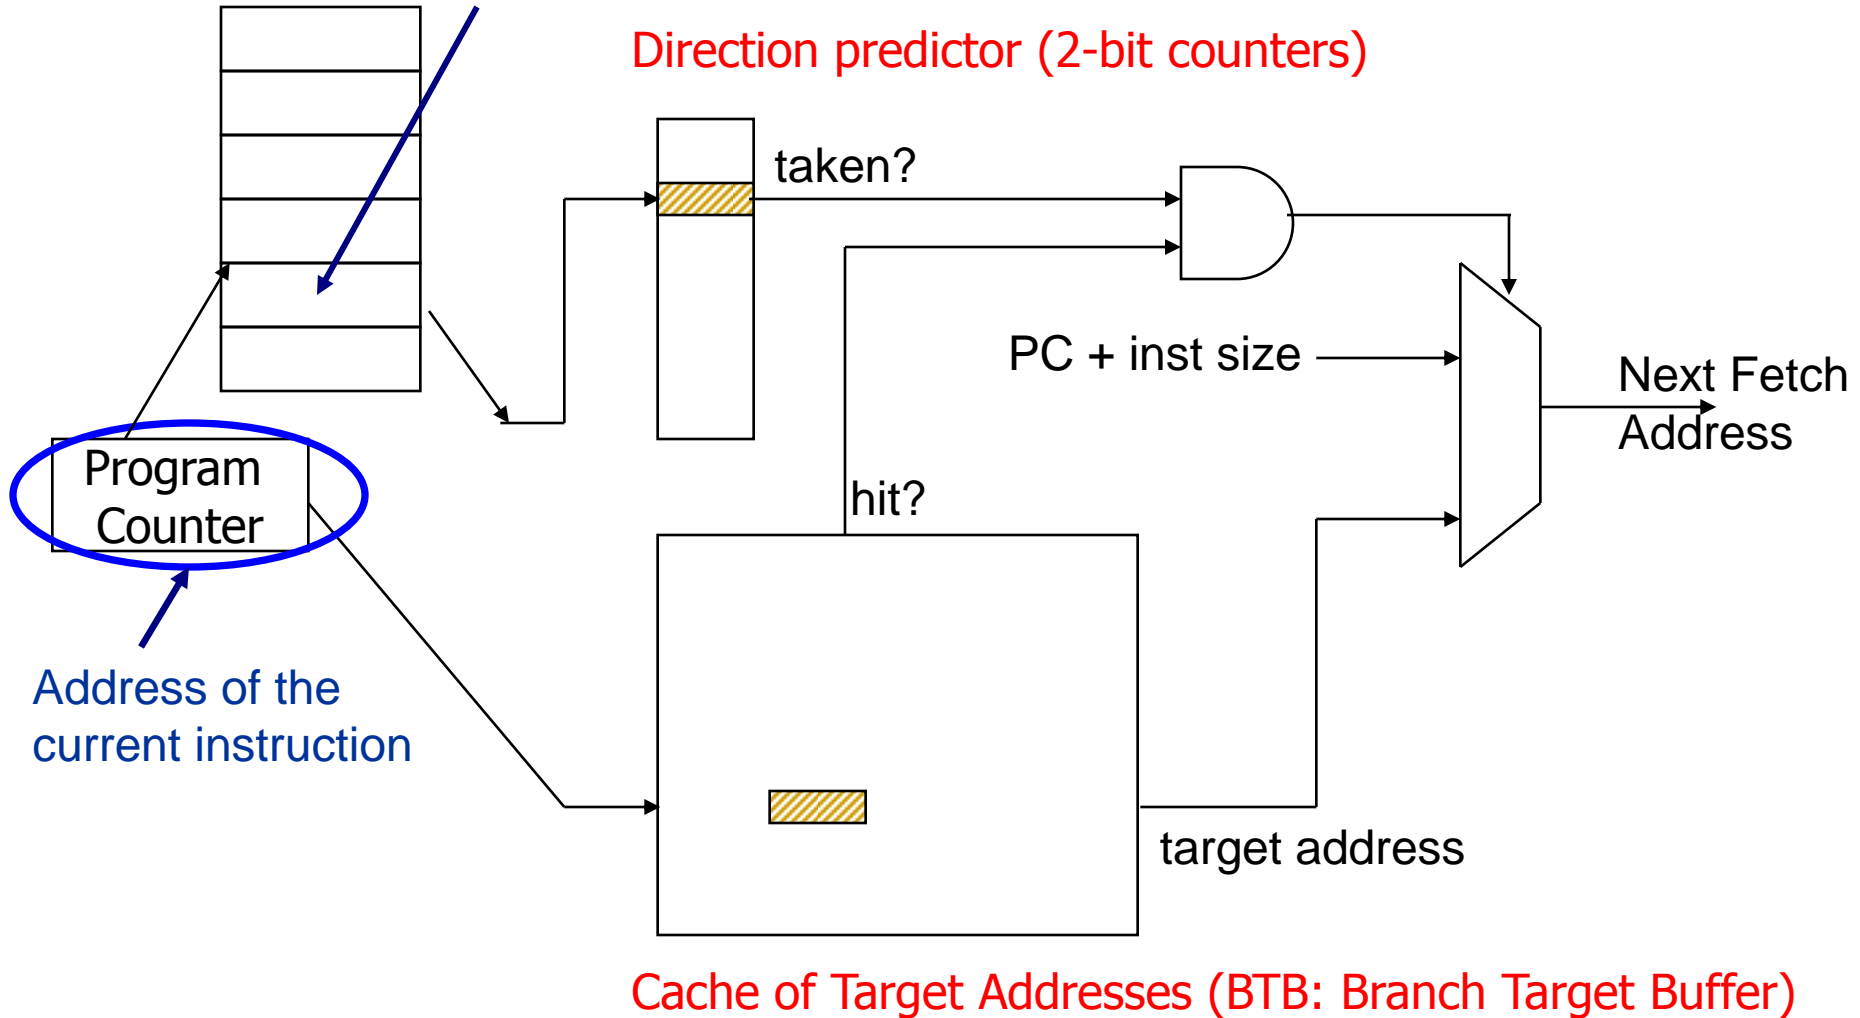 Direction predictor (2-bit counters)
taken?
PC + inst size
Next Fetch
Address
Program
Counter
hit?
Address of the
current instruction
target address
Cache of Target Addresses (BTB: Branch Target Buffer)